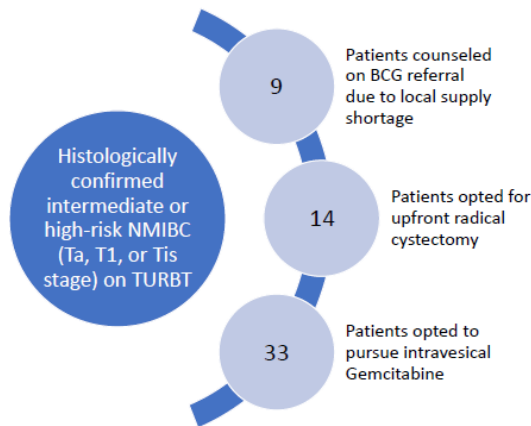 Histologically
confirmed
intermediate or
high-risk NMIBC
(Ta, T1, or Tis
stage) on TURBT
9
Patients counseled
on BCG referral
due to local supply
shortage
14
Patients opted for
upfront radical
cystectomy
33
Patients opted to
pursue intravesical
Gemcitabine